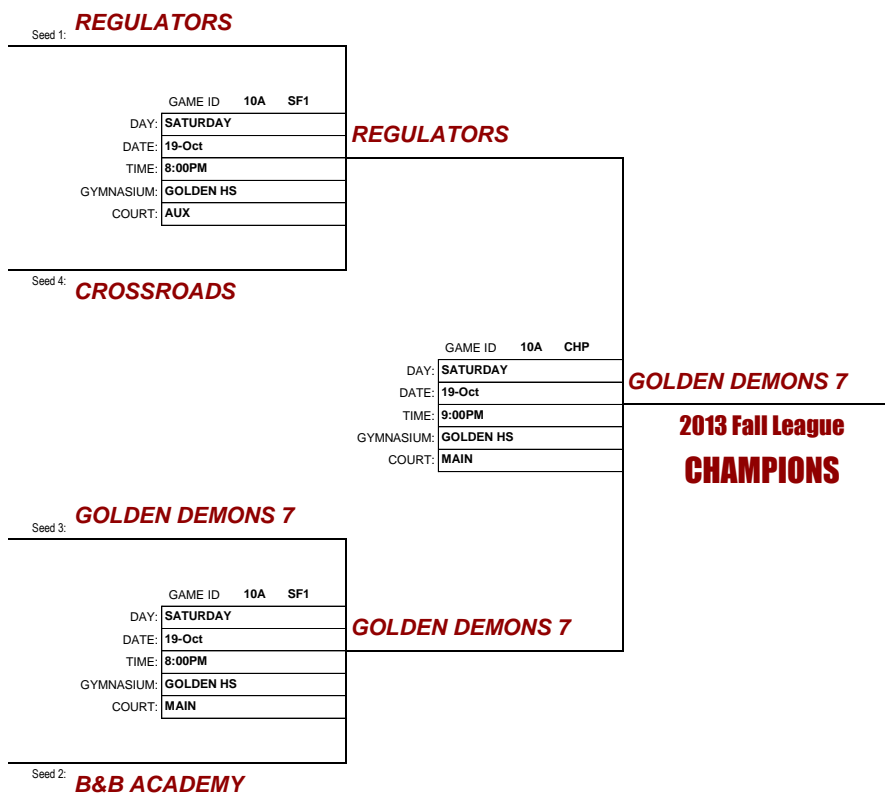 Seed 1: REGULATORS
GAME ID 10A SF1
DAY: SATURDAY
DATE: 19-Oct
TIME: 8:00PM
GYMNASIUM: GOLDEN HS
COURT: AUX
REGULATORS
Seed 4: CROSSROADS
GAME ID 10A CHP
DAY: SATURDAY
DATE: 19-Oct
TIME: 9:00PM
GYMNASIUM: GOLDEN HS
COURT: MAIN
GOLDEN DEMONS 7
2013 Fall League
CHAMPIONS
Seed 3: GOLDEN DEMONS 7
GAME ID 10A SF1
DAY: SATURDAY
DATE: 19-Oct
TIME: 8:00PM
GYMNASIUM: GOLDEN HS
COURT: MAIN
GOLDEN DEMONS 7
Seed 2: B&B ACADEMY